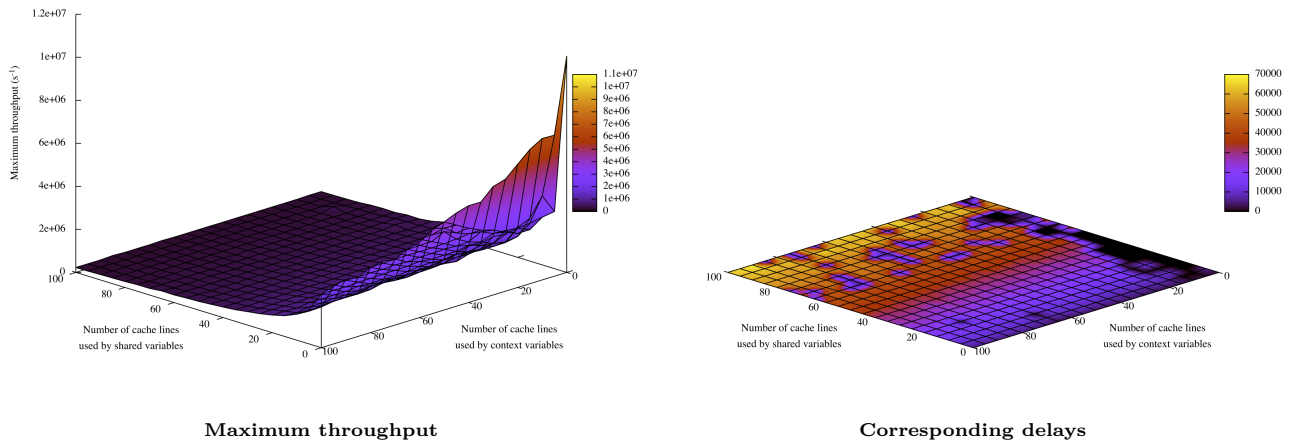 1.2e+07
1e+07
8e+06
6e+06
4e+06
2e+06
0
Maximum throughput (s-1)
100
80
60
40
20
0
Number of cache lines
used by shared variables
100
80
60
40
20
0
Number of cache lines
used by context variables
1.1e+07
1e+07
9e+06
8e+06
7e+06
6e+06
5e+06
4e+06
3e+06
2e+06
1e+06
0
Maximum throughput
100
80
60
40
20
0
Number of cache lines
used by shared variables
100
80
60
40
20
0
Number of cache lines
used by context variables
70000
60000
50000
40000
30000
20000
10000
0
Corresponding delays